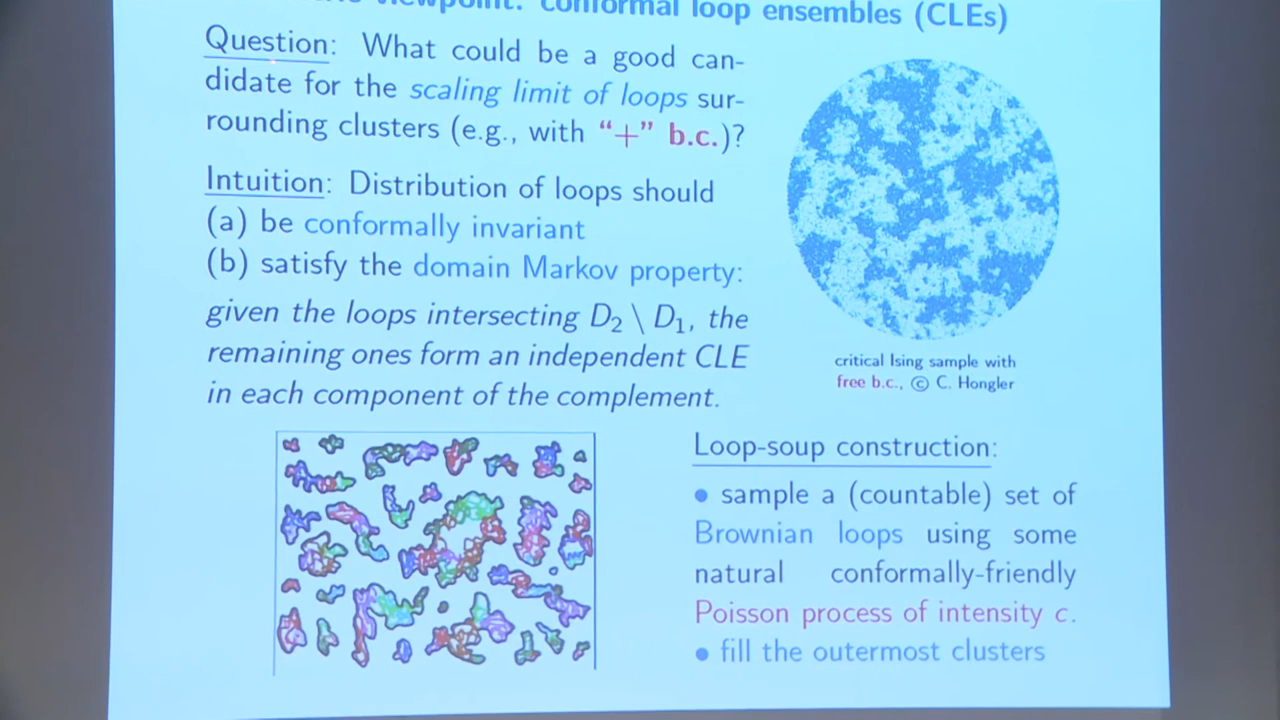 viewpoint: conformal loop ensembles (CLEs)
Question: What could be a good can-
didate for the scaling limit of loops sur-
rounding clusters (e.g., with “+” b.c.)?
Intuition: Distribution of loops should
(a) be conformally invariant
(b) satisfy the domain Markov property:
given the loops intersecting D₂ \ D₁, the
remaining ones form an independent CLE
in each component of the complement.
critical Ising sample with
free b.c., © C. Hongler
Loop-soup construction:
• sample a (countable) set of
Brownian loops using some
natural conformally-friendly
Poisson process of intensity c.
• fill the outermost clusters